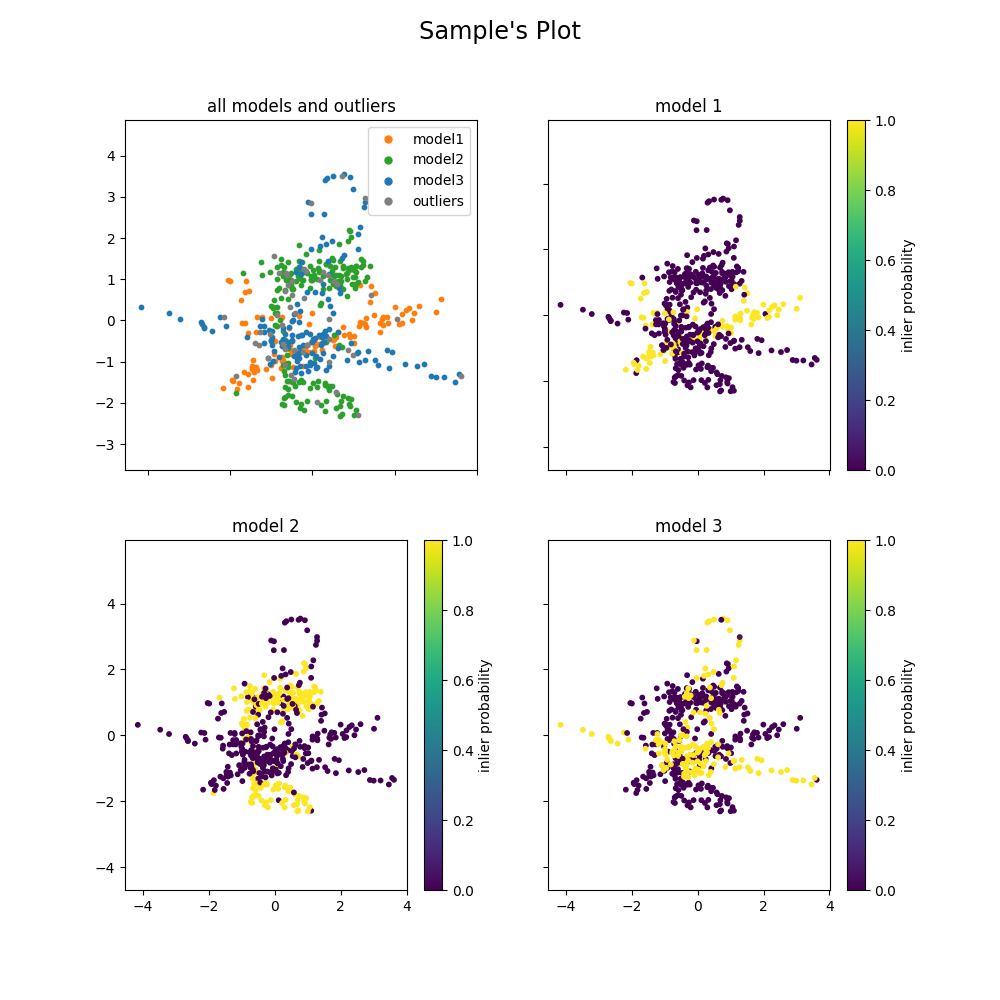 Sample's Plot
all models and outliers
model1
model2
model3
outliers
4
3
2
1
0
−1
−2
−3
model 1
1.0
0.8
0.6
0.4
0.2
0.0
inlier probability
model 2
4
2
0
−2
−4
−4 −2 0 2 4
1.0
0.8
0.6
0.4
0.2
0.0
inlier probability
model 3
−4 −2 0 2 4
1.0
0.8
0.6
0.4
0.2
0.0
inlier probability